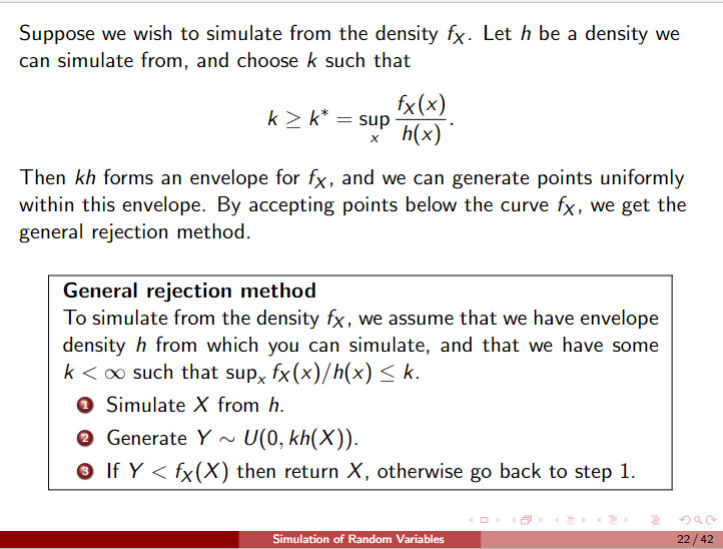 Suppose we wish to simulate from the density f_X. Let h be a density we
can simulate from, and choose k such that
k ≥ k* = sup_x f_X(x)/h(x).
Then kh forms an envelope for f_X, and we can generate points uniformly
within this envelope. By accepting points below the curve f_X, we get the
general rejection method.
General rejection method
To simulate from the density f_X, we assume that we have envelope
density h from which you can simulate, and that we have some
k < ∞ such that sup_x f_X(x)/h(x) ≤ k.
1 Simulate X from h.
2 Generate Y ∼ U(0, kh(X)).
3 If Y < f_X(X) then return X, otherwise go back to step 1.
Simulation of Random Variables
22 / 42